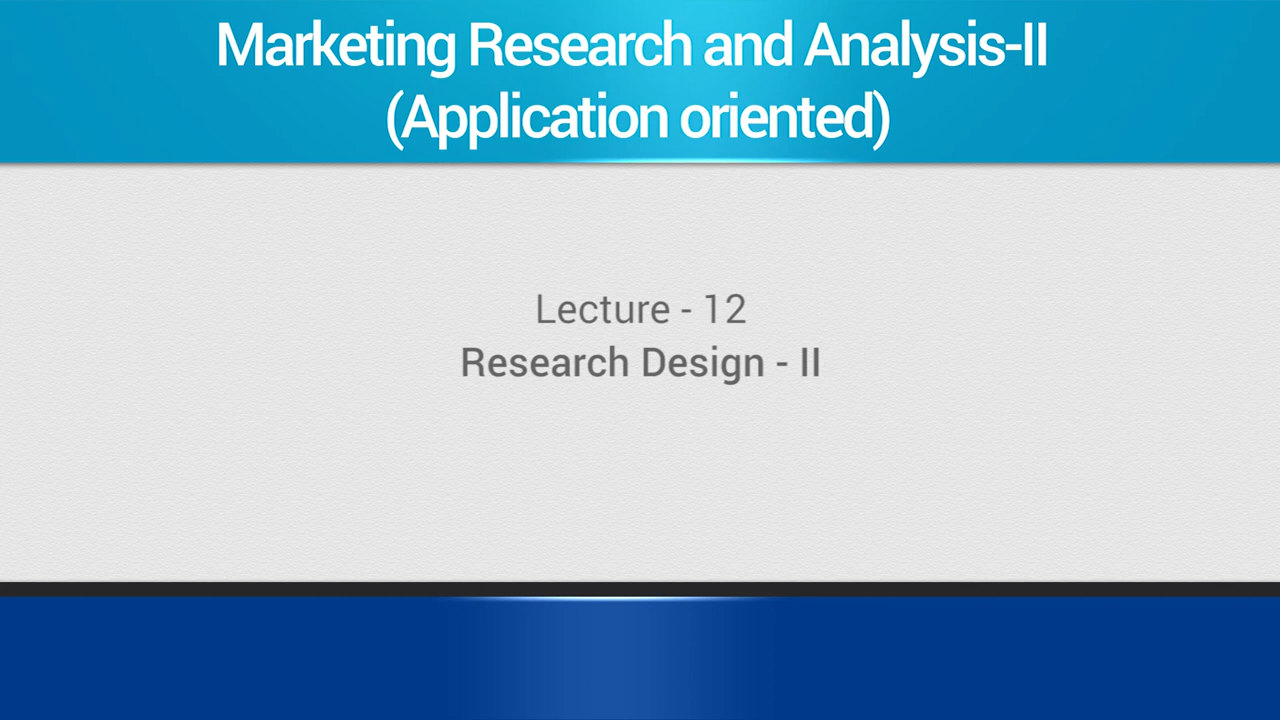 Marketing Research and Analysis-II
(Application oriented)
Lecture - 12
Research Design - II